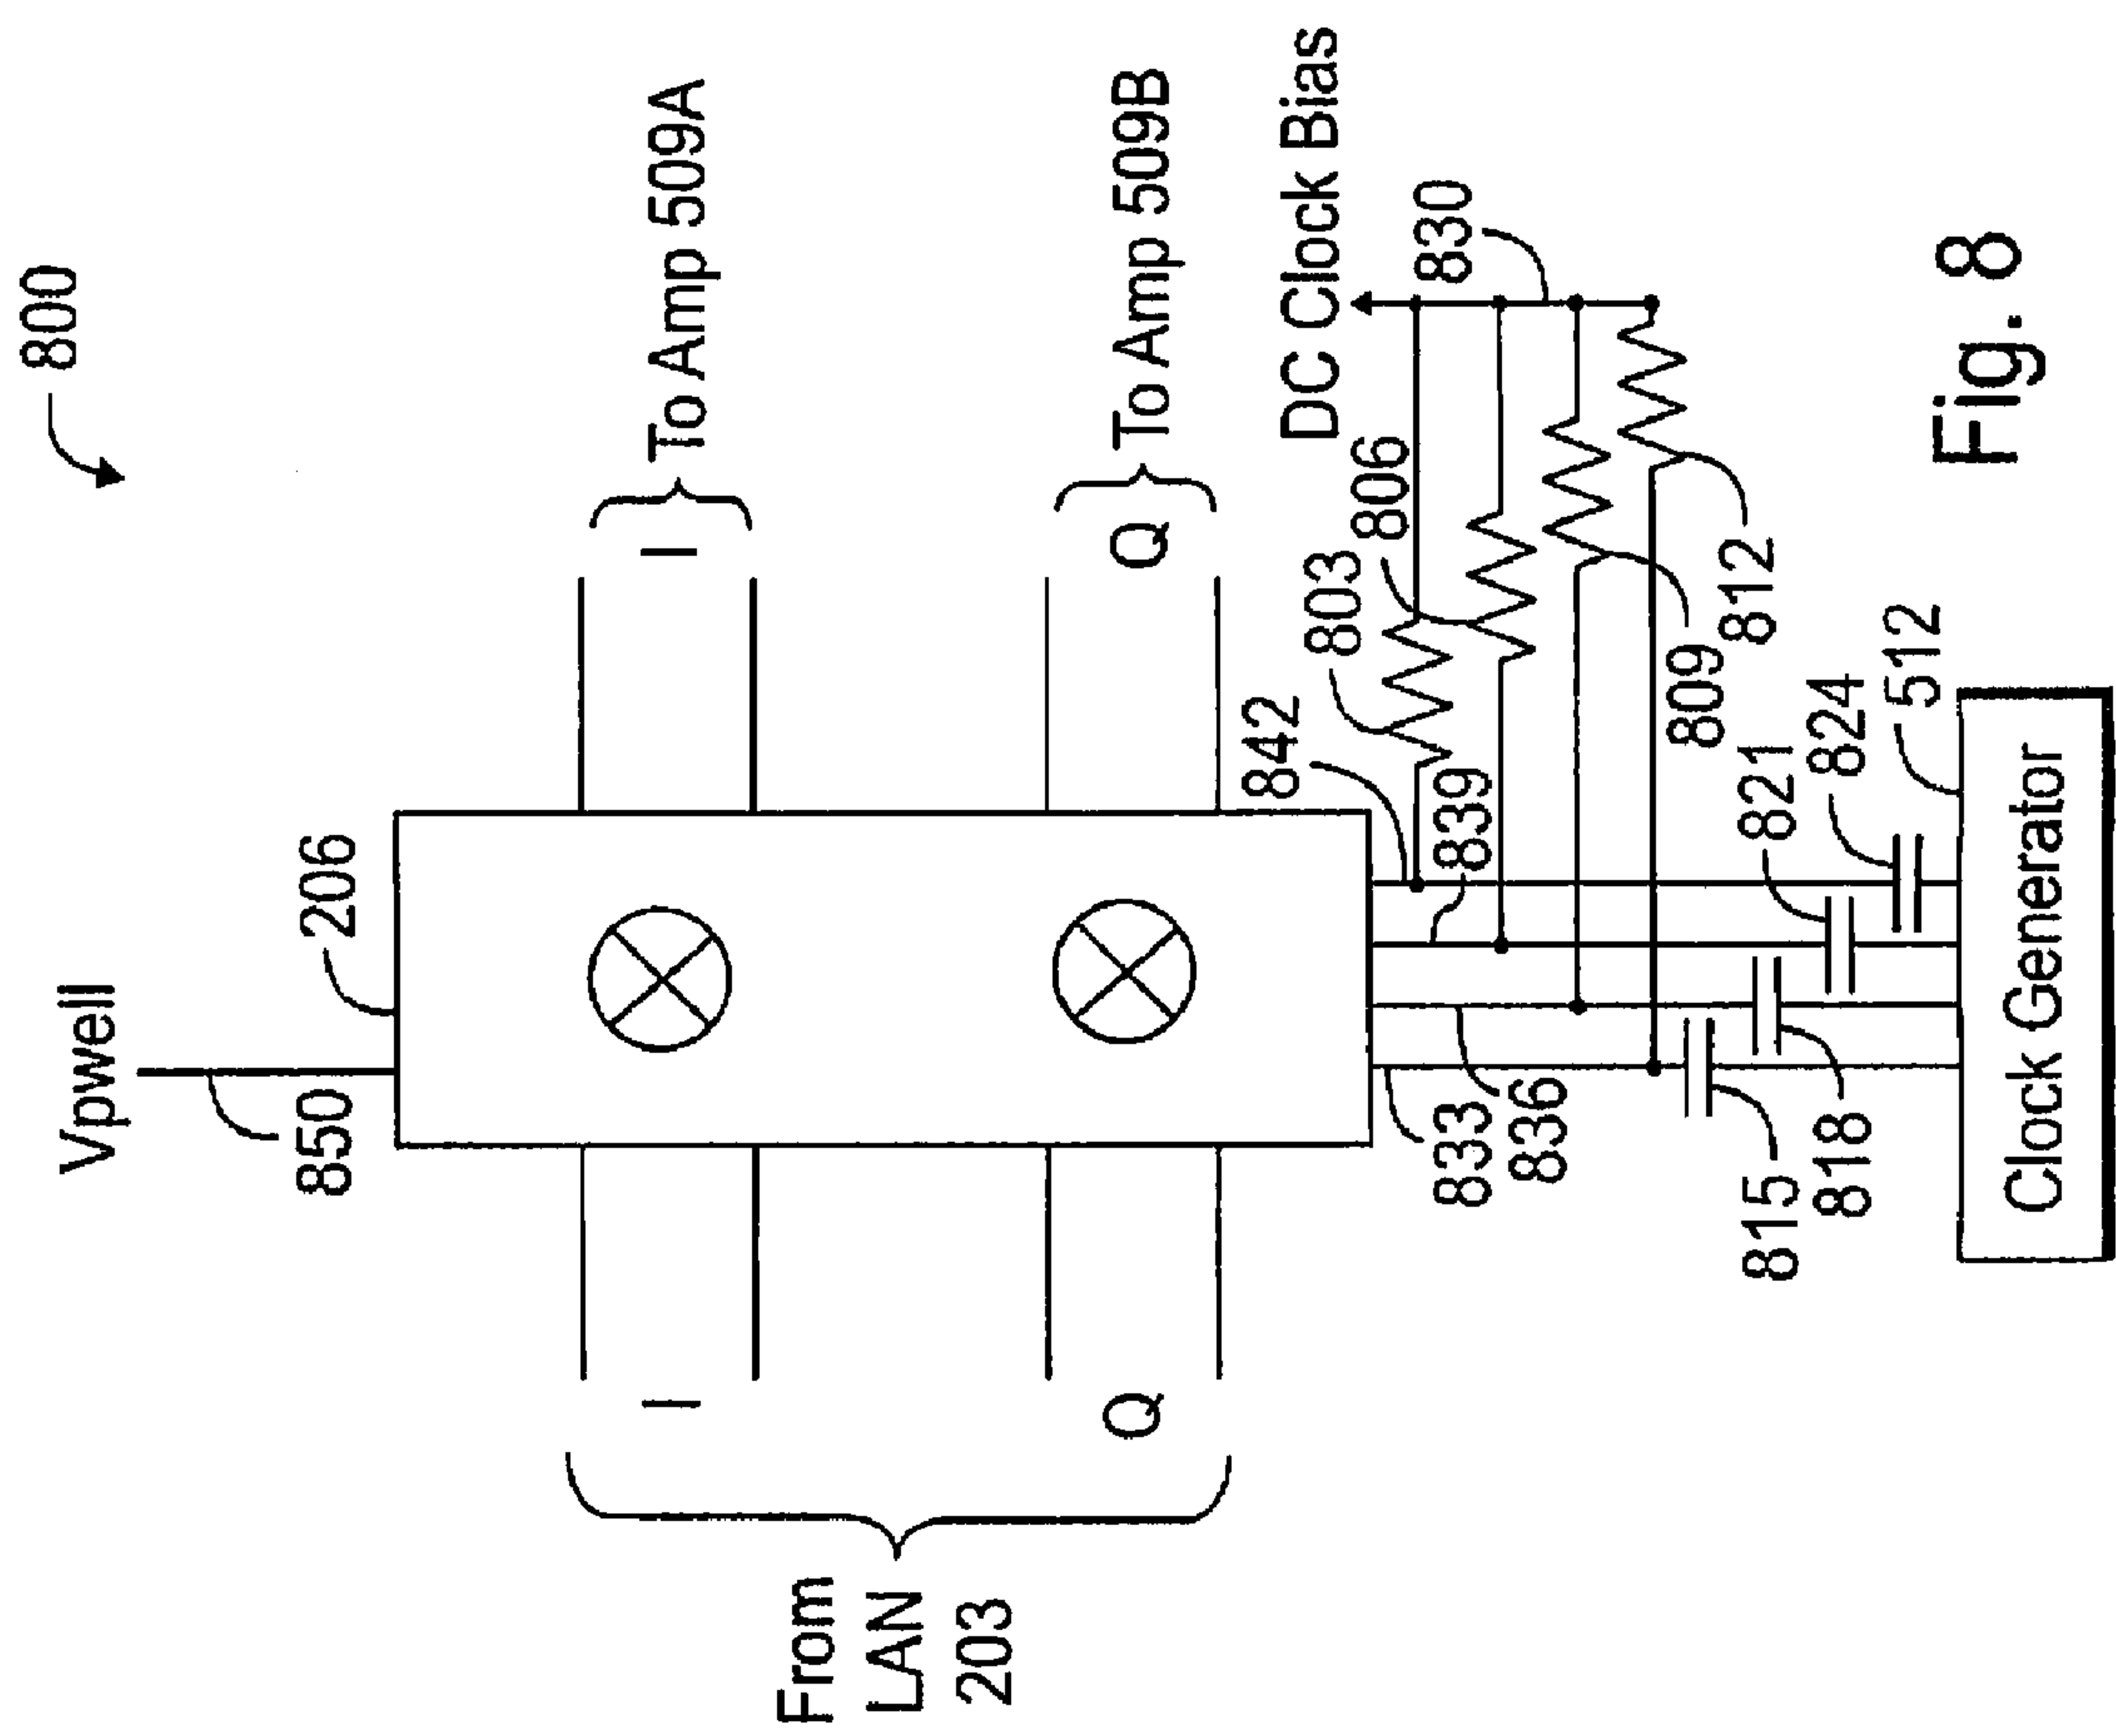 800
Vpwell
850
206
I
I
To Amp 509A
From
LAN
203
Q
Q
To Amp 509B
842
DC Clock Bias
803
806
830
833
839
836
809
812
815
821
818
824
512
Clock Generator
Fig. 8